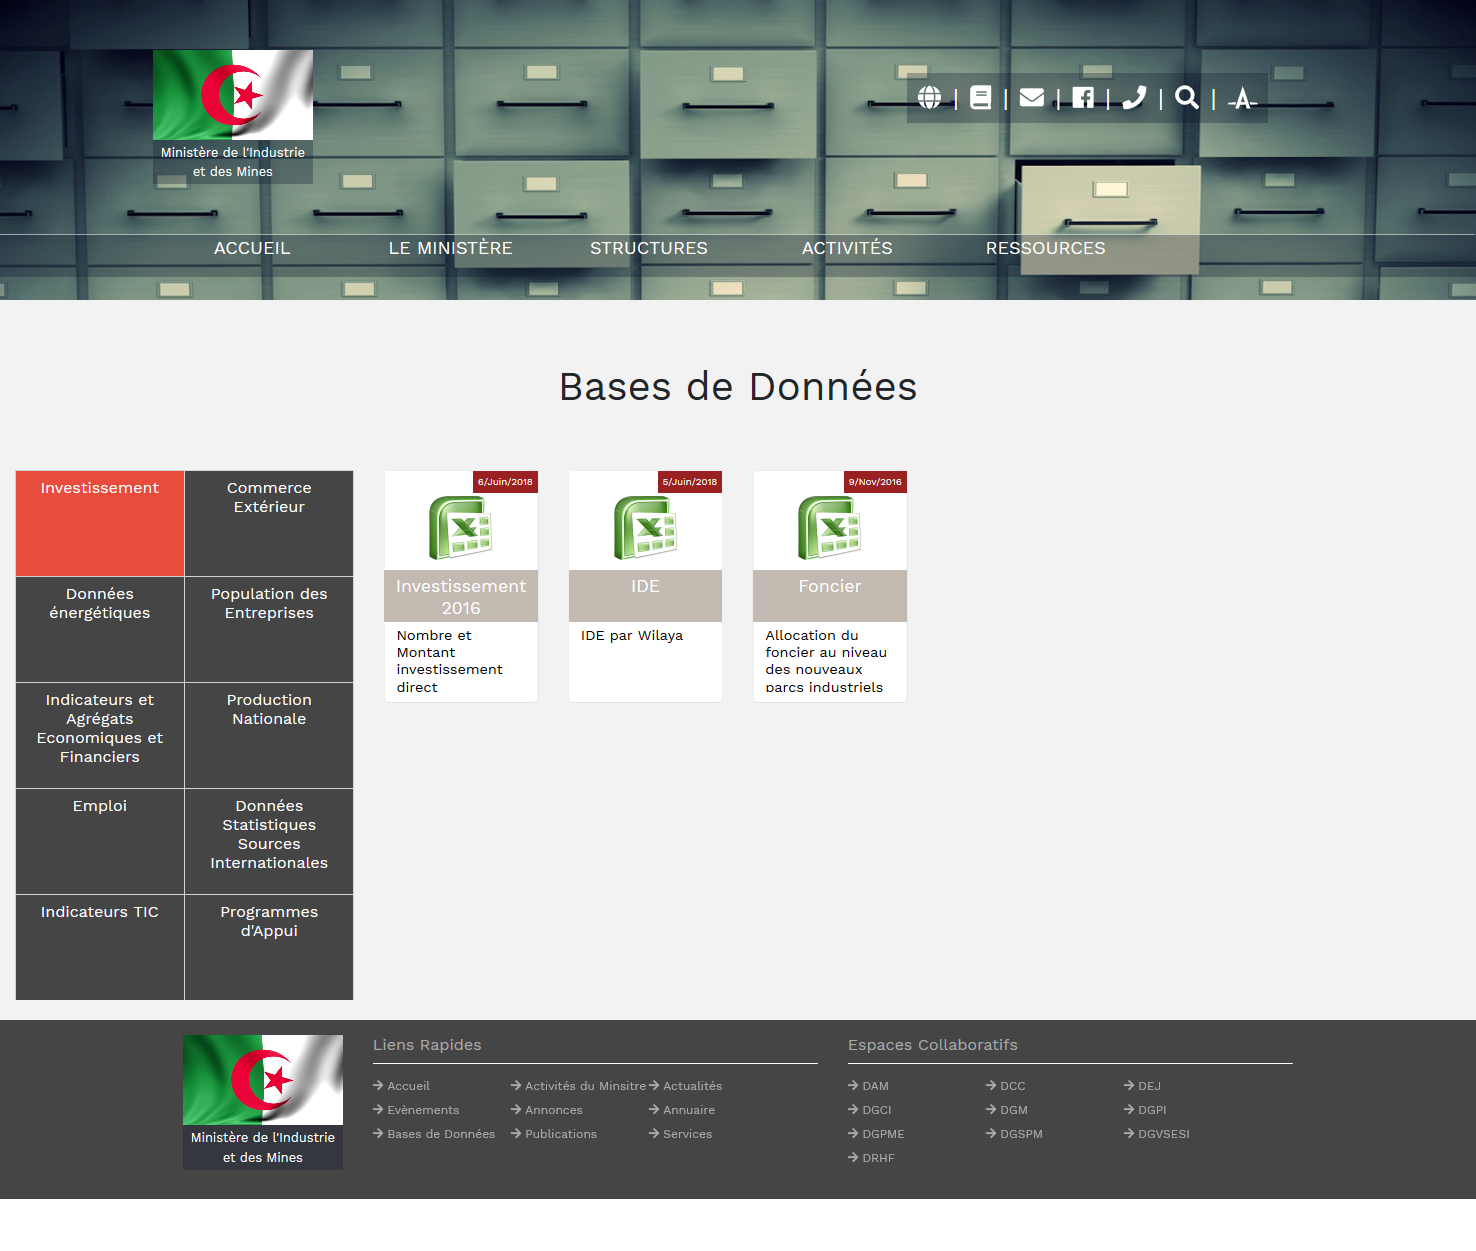 Ministère de l'Industrie
et des Mines
ACCUEIL
LE MINISTÈRE
STRUCTURES
ACTIVITÉS
RESSOURCES
Bases de Données
Investissement
Commerce
Extérieur
Données
énergétiques
Population des
Entreprises
Indicateurs et
Agrégats
Economiques et
Financiers
Production
Nationale
Emploi
Données
Statistiques
Sources
Internationales
Indicateurs TIC
Programmes
d'Appui
6/Juin/2018
Investissement
2016
Nombre et
Montant
investissement
direct
5/Juin/2018
IDE
IDE par Wilaya
9/Nov/2016
Foncier
Allocation du
foncier au niveau
des nouveaux
parcs industriels
Ministère de l'Industrie
et des Mines
Liens Rapides
Accueil
Activités du Minsitre
Actualités
Evènements
Annonces
Annuaire
Bases de Données
Publications
Services
Espaces Collaboratifs
DAM
DCC
DEJ
DGCI
DGM
DGPI
DGPME
DGSPM
DGVSESI
DRHF